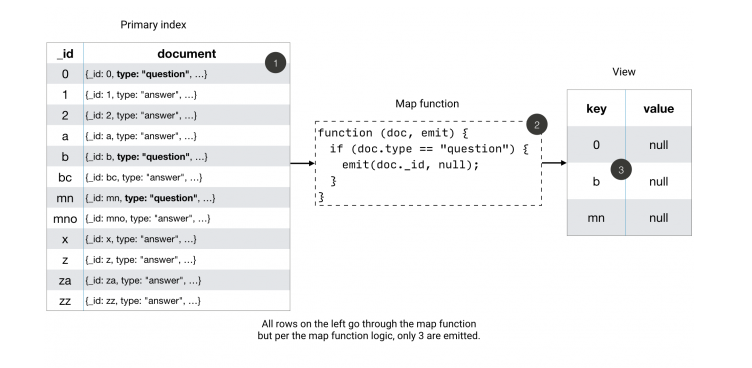 Primary index
_id document
1
0 {_id: 0, type: "question", …}
1 {_id: 1, type: "answer", …}
2 {_id: 2, type: "answer", …}
a {_id: a, type: "answer", …}
b {_id: b, type: "question", …}
bc {_id: bc, type: "answer", …}
mn {_id: mn, type: "question", …}
mno {_id: mno, type: "answer", …}
x {_id: x, type: "answer", …}
z {_id: z, type: "answer", …}
za {_id: za, type: "answer", …}
zz {_id: zz, type: "answer", …}
Map function
2
function (doc, emit) {
if (doc.type == "question") {
emit(doc._id, null);
}
}
View
key value
0 null
3
b null
mn null
All rows on the left go through the map function
but per the map function logic, only 3 are emitted.